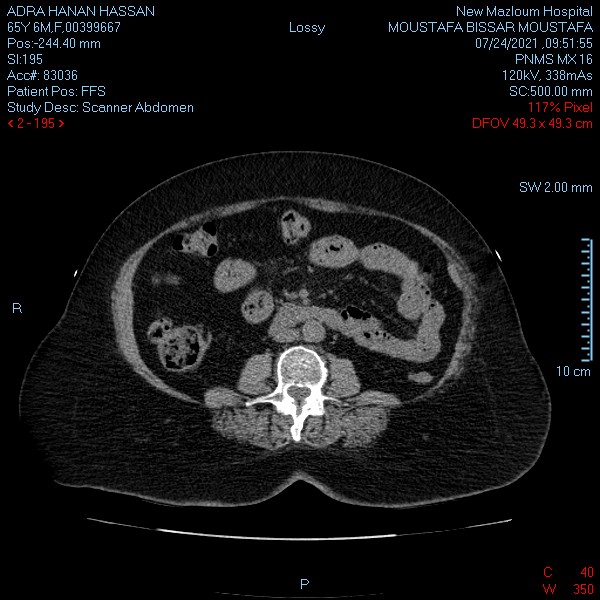 ADRA HANAN HASSAN
65Y 6M,F,00399667
Pos:-244.40 mm
SI:195
Acc#: 83036
Patient Pos: FFS
Study Desc: Scanner Abdomen
< 2 - 195 >
Lossy
New Mazloum Hospital
MOUSTAFA BISSAR MOUSTAFA
07/24/2021 ,09:51:55
PNMS MX 16
120kV, 338mAs
SC:500.00 mm
117% Pixel
DFOV 49.3 x 49.3 cm
SW 2.00 mm
R
10 cm
P
C 40
W 350